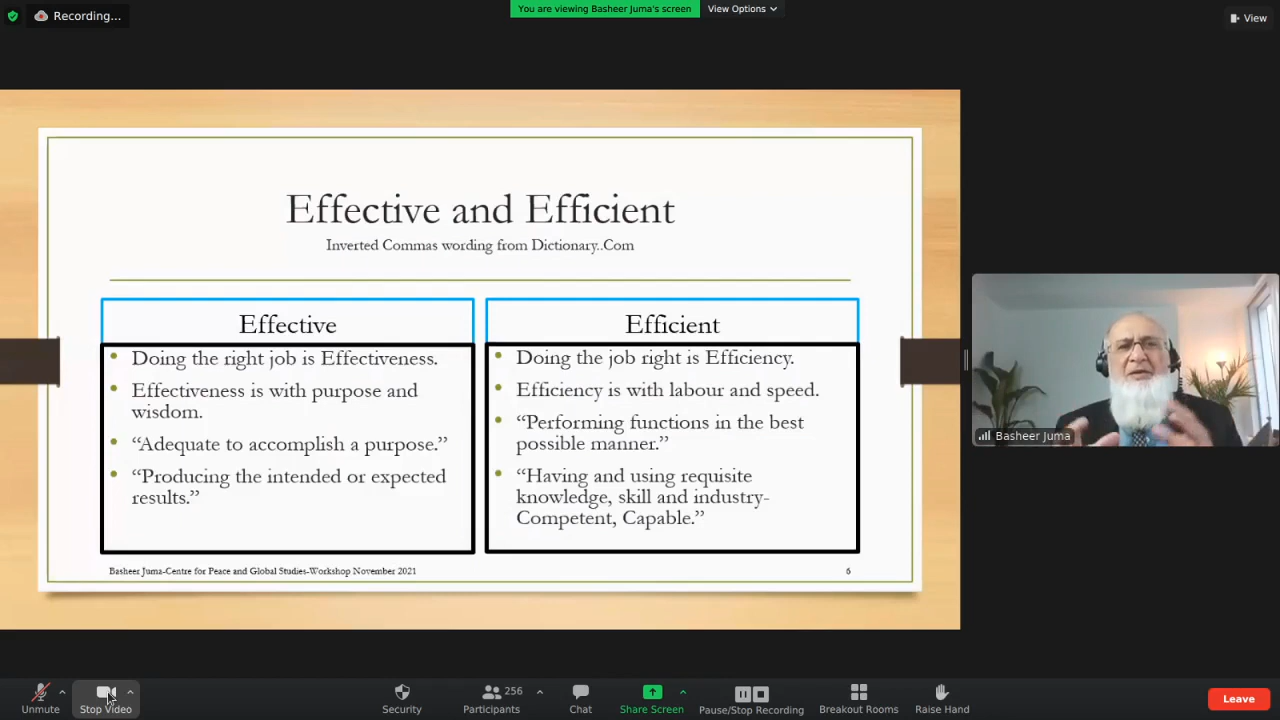 Recording...
You are viewing Basheer Juma's screen
View Options
View
Effective and Efficient
Inverted Commas wording from Dictionary..Com
Effective
Doing the right job is Effectiveness.
Effectiveness is with purpose and
wisdom.
“Adequate to accomplish a purpose.”
“Producing the intended or expected
results.”
Efficient
Doing the job right is Efficiency.
Efficiency is with labour and speed.
“Performing functions in the best
possible manner.”
“Having and using requisite
knowledge, skill and industry-
Competent, Capable.”
Basheer Juma-Centre for Peace and Global Studies-Workshop November 2021
6
Basheer Juma
Unmute
Stop Video
Security
256
Participants
Chat
Share Screen
Pause/Stop Recording
Breakout Rooms
Raise Hand
Leave